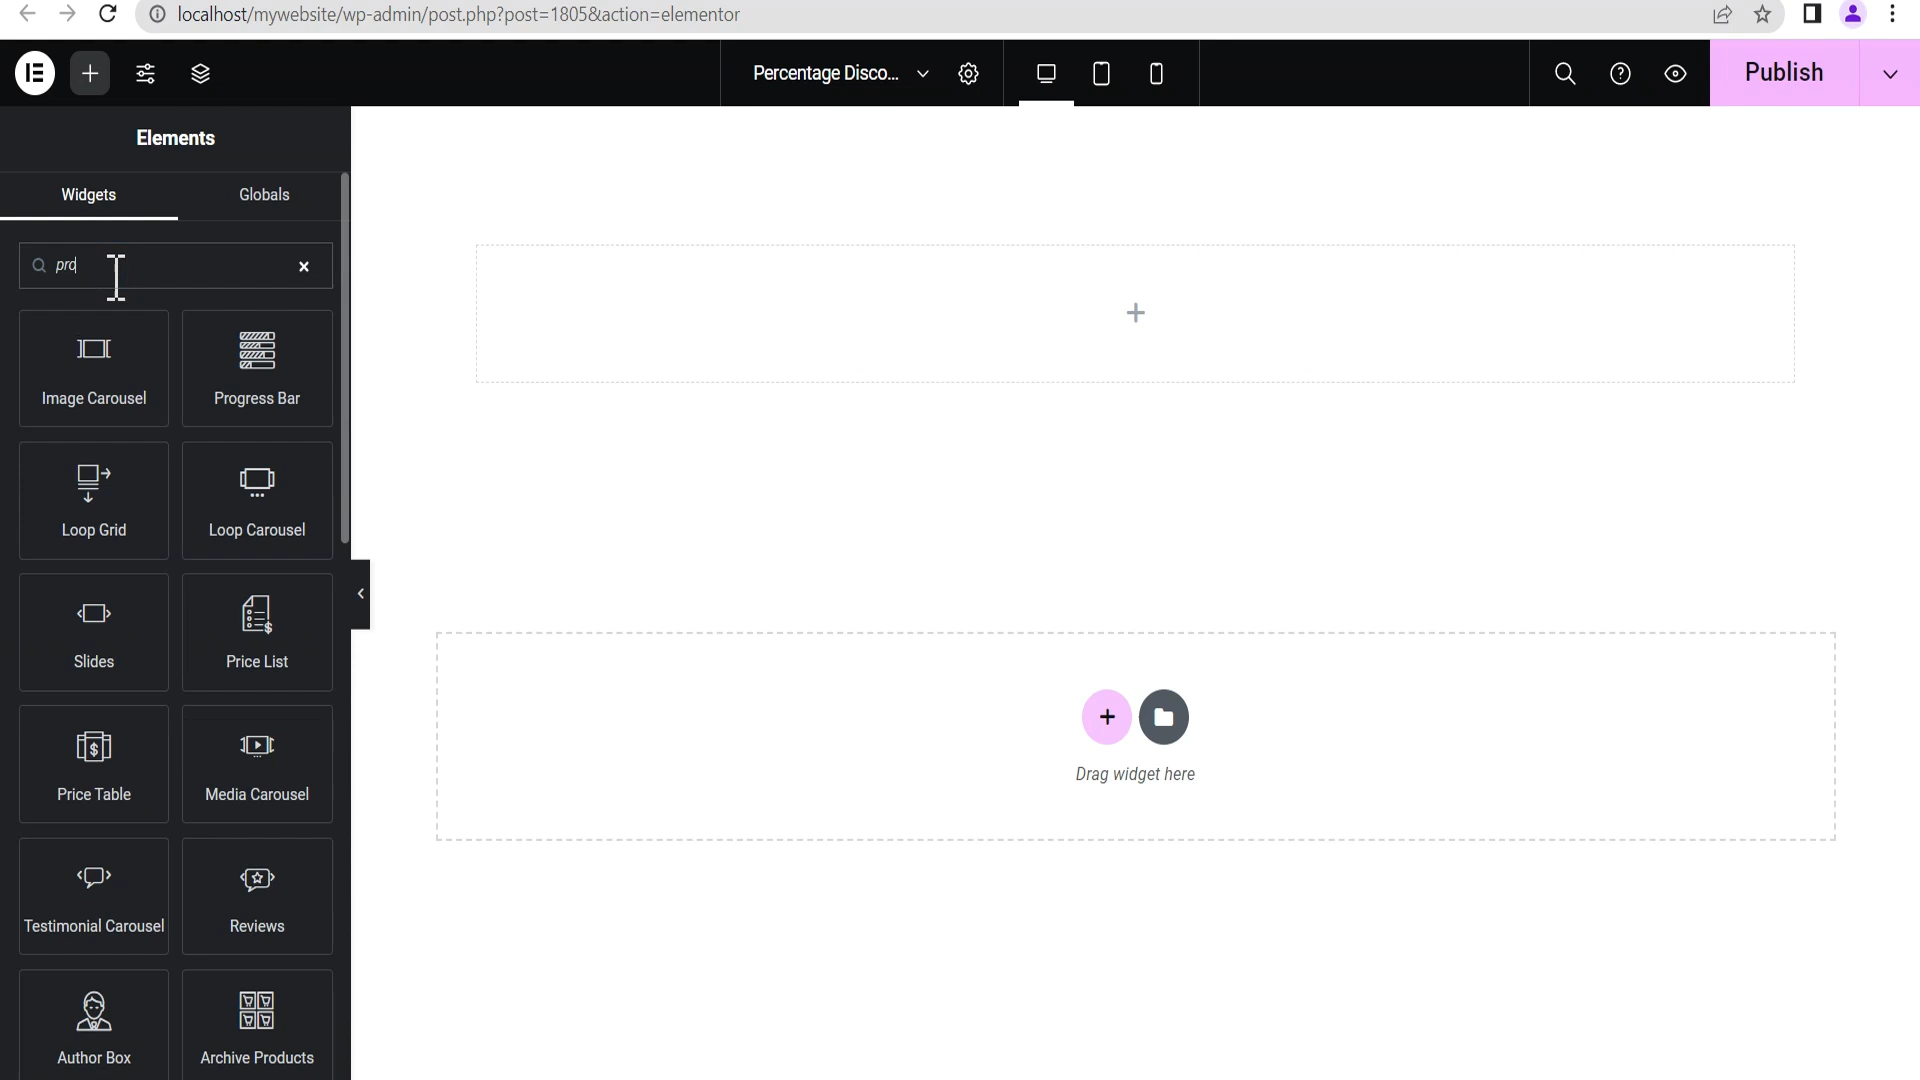 localhost/mywebsite/wp-admin/post.php?post=1805&action=elementor
Percentage Disco...
Publish
Elements
Widgets
Globals
pro
Image Carousel
Progress Bar
Loop Grid
Loop Carousel
Slides
Price List
Price Table
Media Carousel
Testimonial Carousel
Reviews
Author Box
Archive Products
Drag widget here